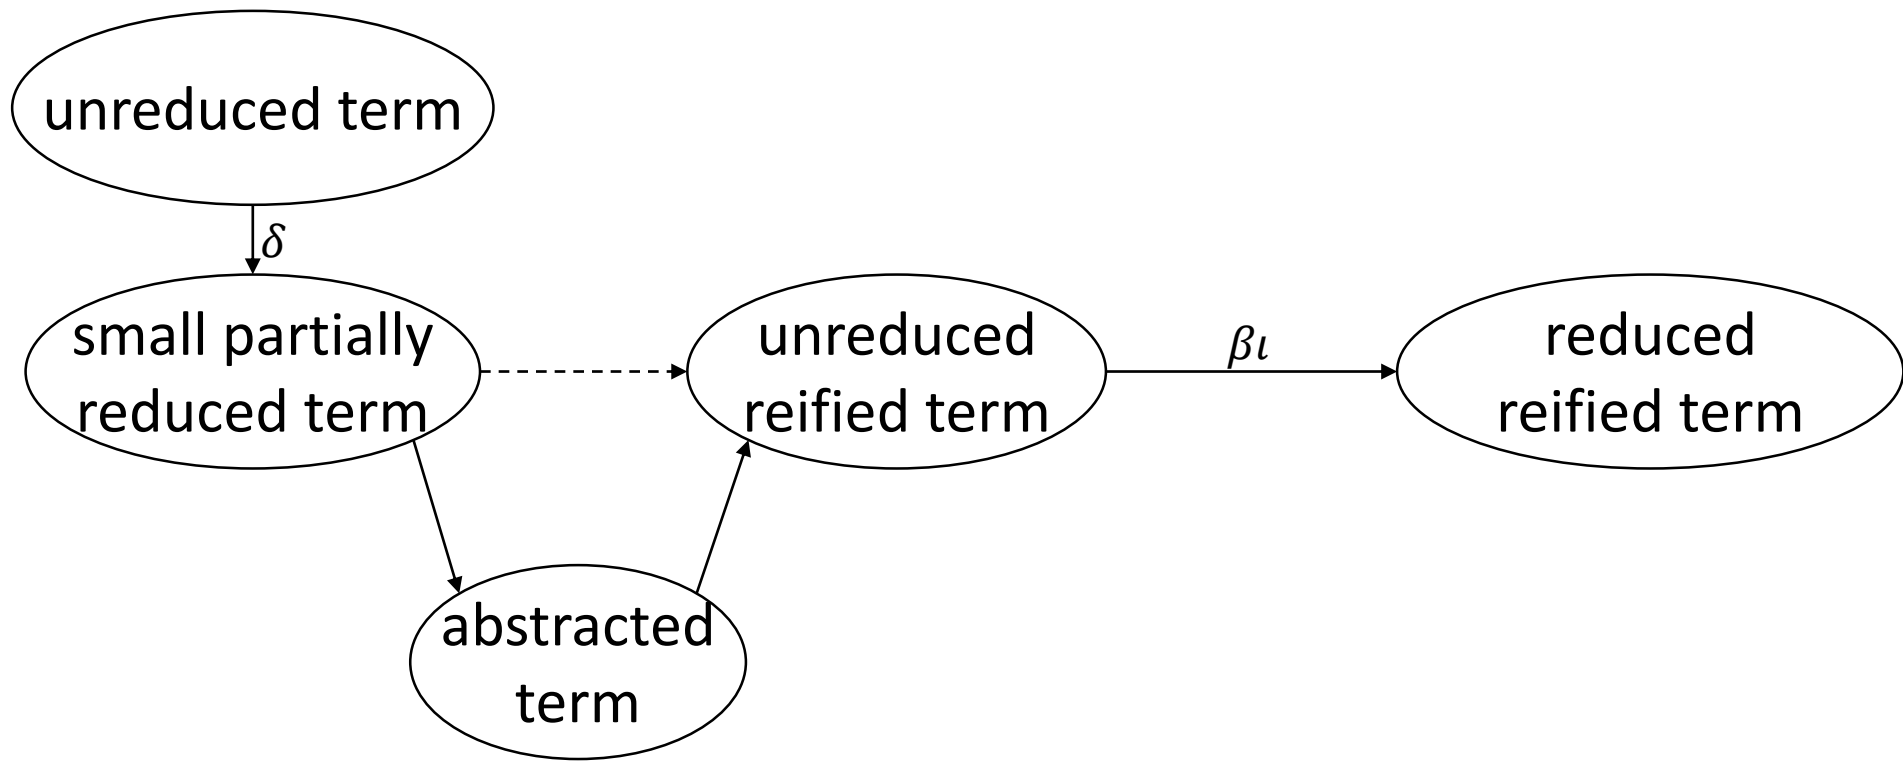 unreduced term
δ
small partially
reduced term
unreduced
reified term
βι
reduced
reified term
abstracted
term